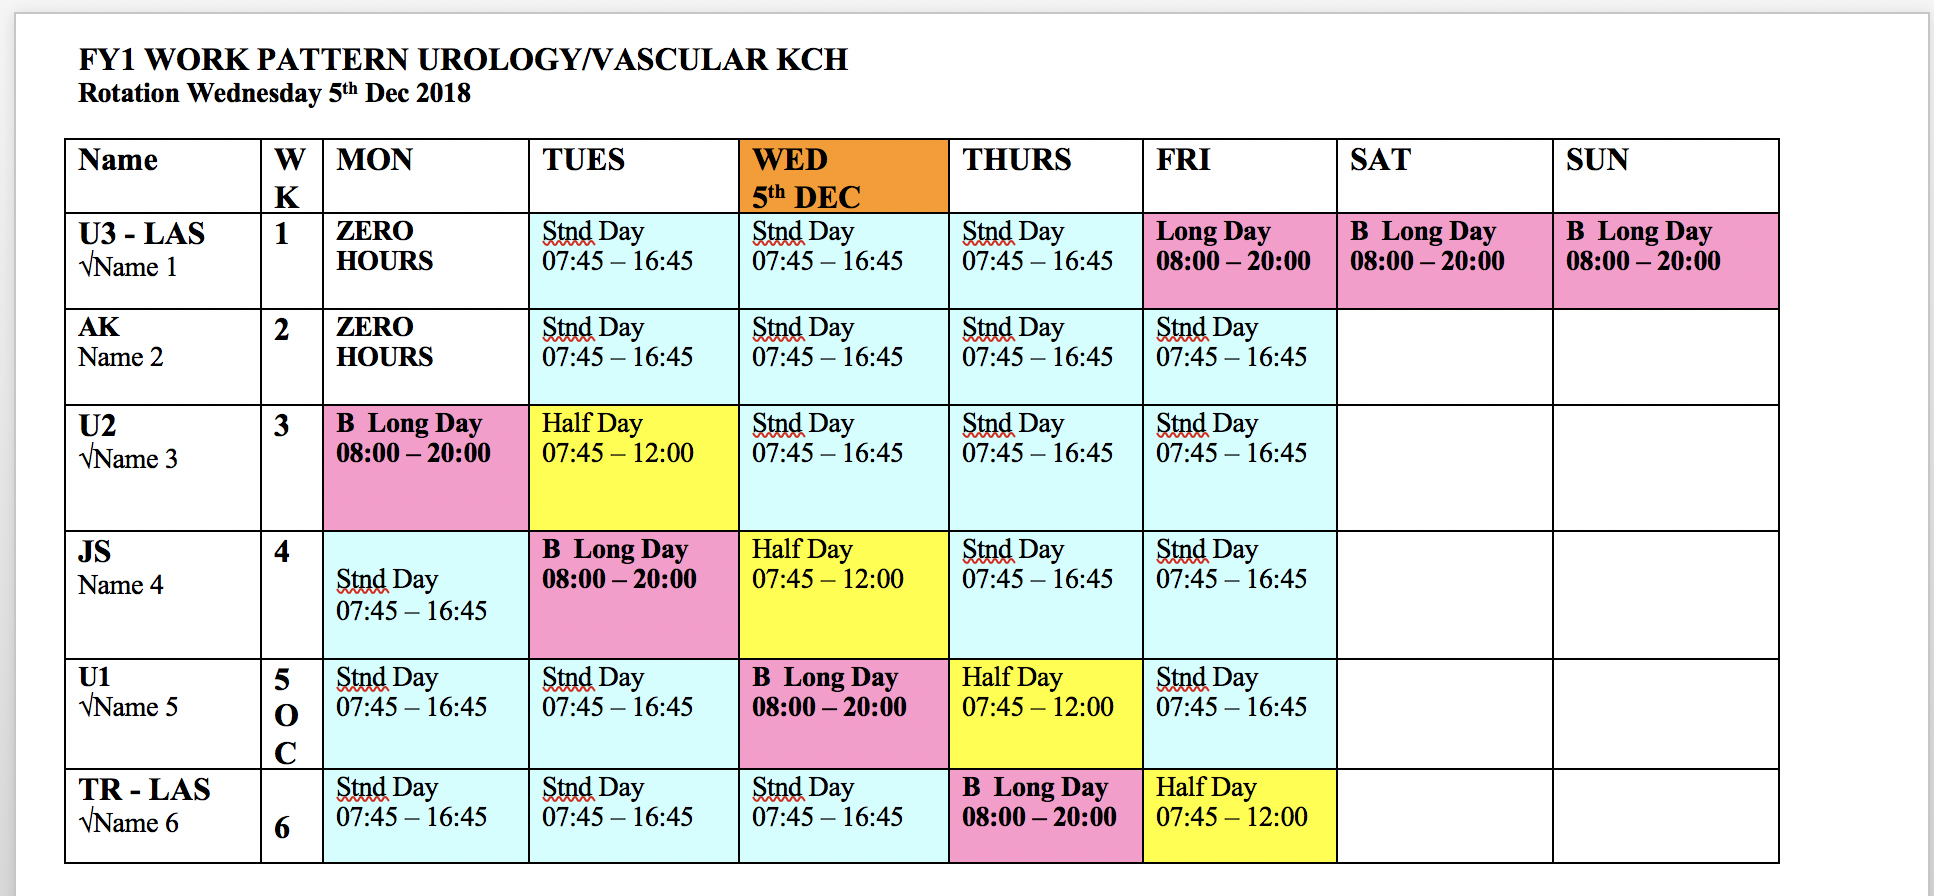 FY1 WORK PATTERN UROLOGY/VASCULAR KCH
Rotation Wednesday 5th Dec 2018
Name W K MON TUES WED 5th DEC THURS FRI SAT SUN
U3 - LAS √Name 1
1
ZERO HOURS
Stnd Day 07:45 – 16:45
Stnd Day 07:45 – 16:45
Stnd Day 07:45 – 16:45
Long Day 08:00 – 20:00
B Long Day 08:00 – 20:00
B Long Day 08:00 – 20:00
AK Name 2
2
ZERO HOURS
Stnd Day 07:45 – 16:45
Stnd Day 07:45 – 16:45
Stnd Day 07:45 – 16:45
Stnd Day 07:45 – 16:45
U2 √Name 3
3
B Long Day 08:00 – 20:00
Half Day 07:45 – 12:00
Stnd Day 07:45 – 16:45
Stnd Day 07:45 – 16:45
Stnd Day 07:45 – 16:45
JS Name 4
4
Stnd Day 07:45 – 16:45
B Long Day 08:00 – 20:00
Half Day 07:45 – 12:00
Stnd Day 07:45 – 16:45
Stnd Day 07:45 – 16:45
U1 √Name 5
5 O C
Stnd Day 07:45 – 16:45
Stnd Day 07:45 – 16:45
B Long Day 08:00 – 20:00
Half Day 07:45 – 12:00
Stnd Day 07:45 – 16:45
TR - LAS √Name 6
6
Stnd Day 07:45 – 16:45
Stnd Day 07:45 – 16:45
Stnd Day 07:45 – 16:45
B Long Day 08:00 – 20:00
Half Day 07:45 – 12:00